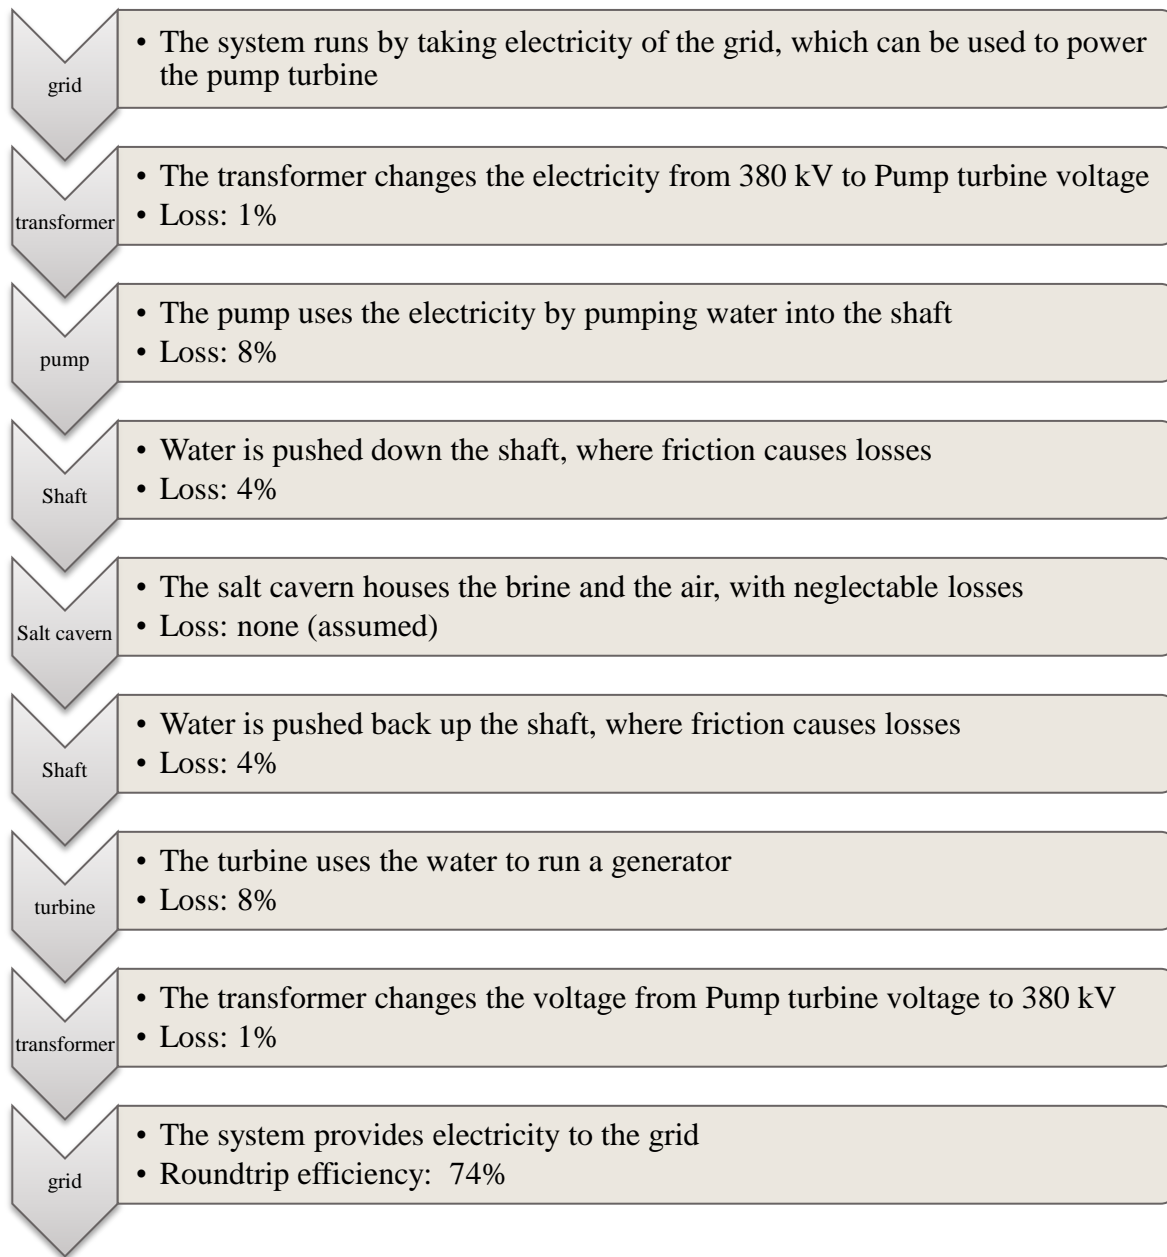 grid
• The system runs by taking electricity of the grid, which can be used to power
the pump turbine
transformer
• The transformer changes the electricity from 380 kV to Pump turbine voltage
• Loss: 1%
pump
• The pump uses the electricity by pumping water into the shaft
• Loss: 8%
Shaft
• Water is pushed down the shaft, where friction causes losses
• Loss: 4%
Salt cavern
• The salt cavern houses the brine and the air, with neglectable losses
• Loss: none (assumed)
Shaft
• Water is pushed back up the shaft, where friction causes losses
• Loss: 4%
turbine
• The turbine uses the water to run a generator
• Loss: 8%
transformer
• The transformer changes the voltage from Pump turbine voltage to 380 kV
• Loss: 1%
grid
• The system provides electricity to the grid
• Roundtrip efficiency:  74%